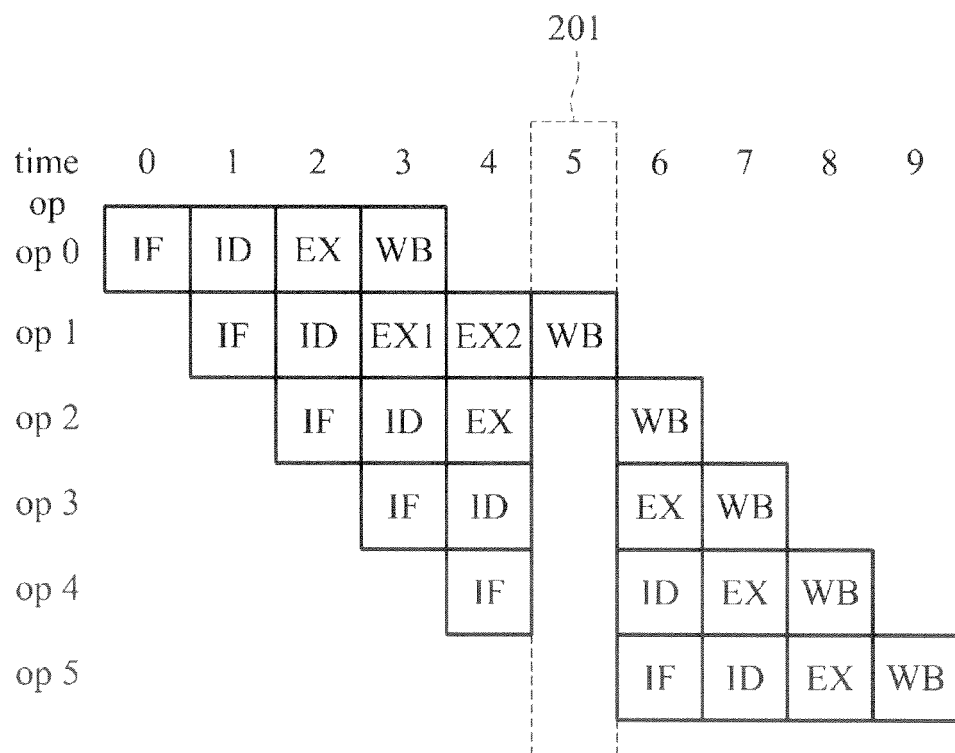 201
time 0 1 2 3 4 5 6 7 8 9
op
op 0 IF ID EX WB
op 1 IF ID EX1 EX2 WB
op 2 IF ID EX WB
op 3 IF ID EX WB
op 4 IF ID EX WB
op 5 IF ID EX WB